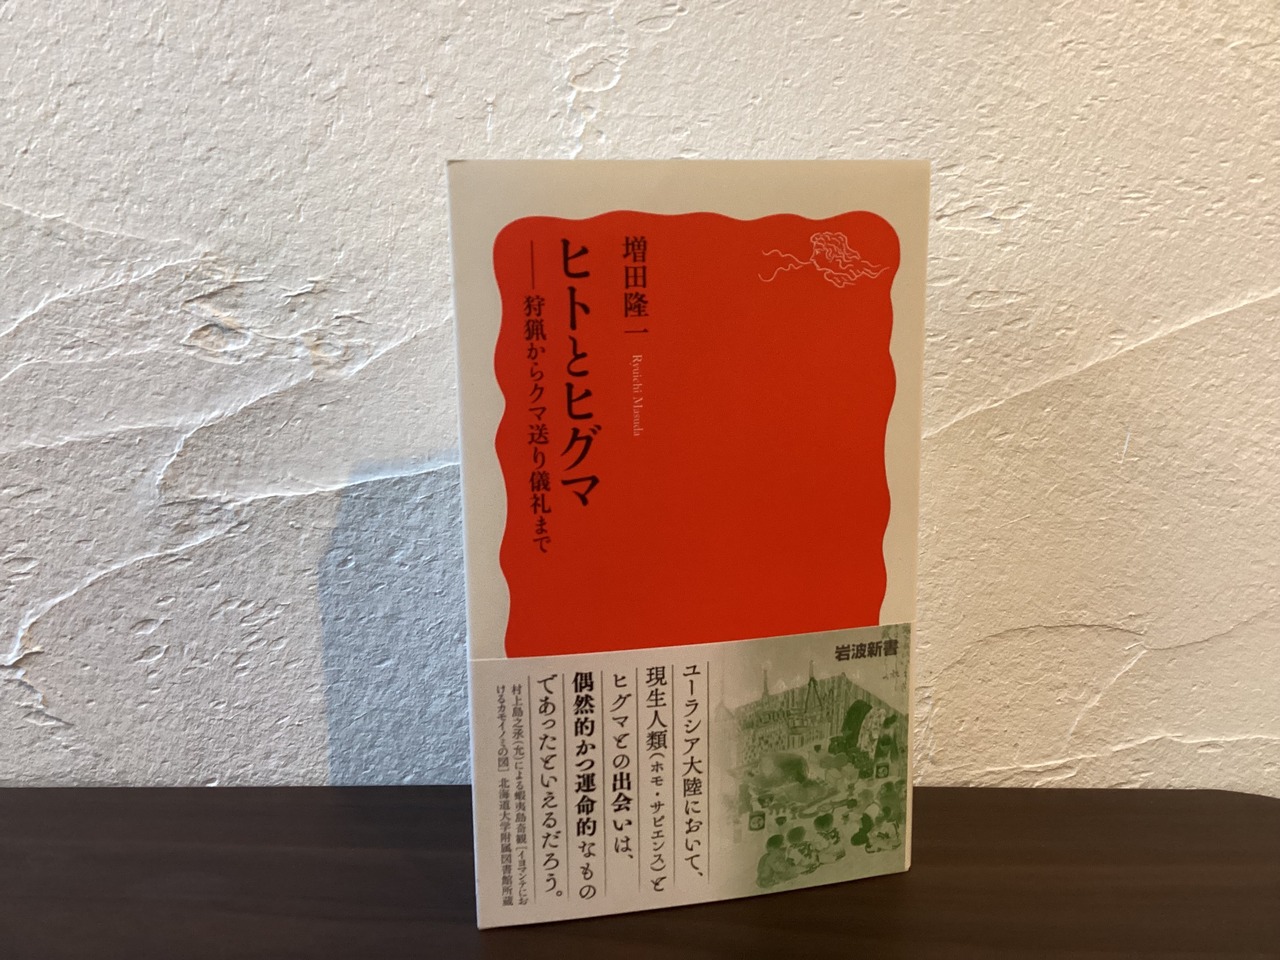 増田隆一
Ryuichi Masuda
ヒトとヒグマ
――狩猟からクマ送り儀礼まで
岩波新書
ユーラシア大陸において、
現生人類(ホモ・サピエンス)と
ヒグマとの出会いは、
偶然的かつ運命的なもの
であったといえるだろう。
村上島之丞(允)による蝦夷島奇観「イヨマンテにお
けるカモイノミの図」 北海道大学附属図書館所蔵